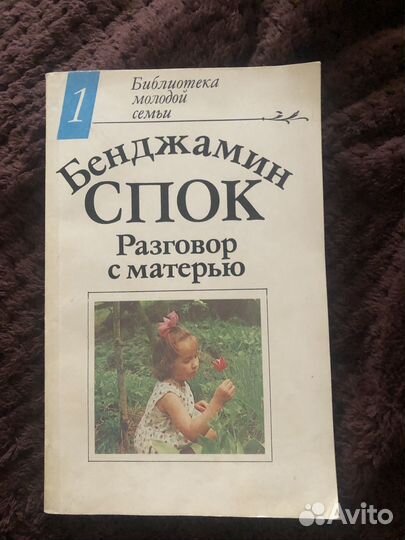 1
Библиотека
молодой
семьи
Бенджамин
СПОК
Разговор
с матерью
Avito